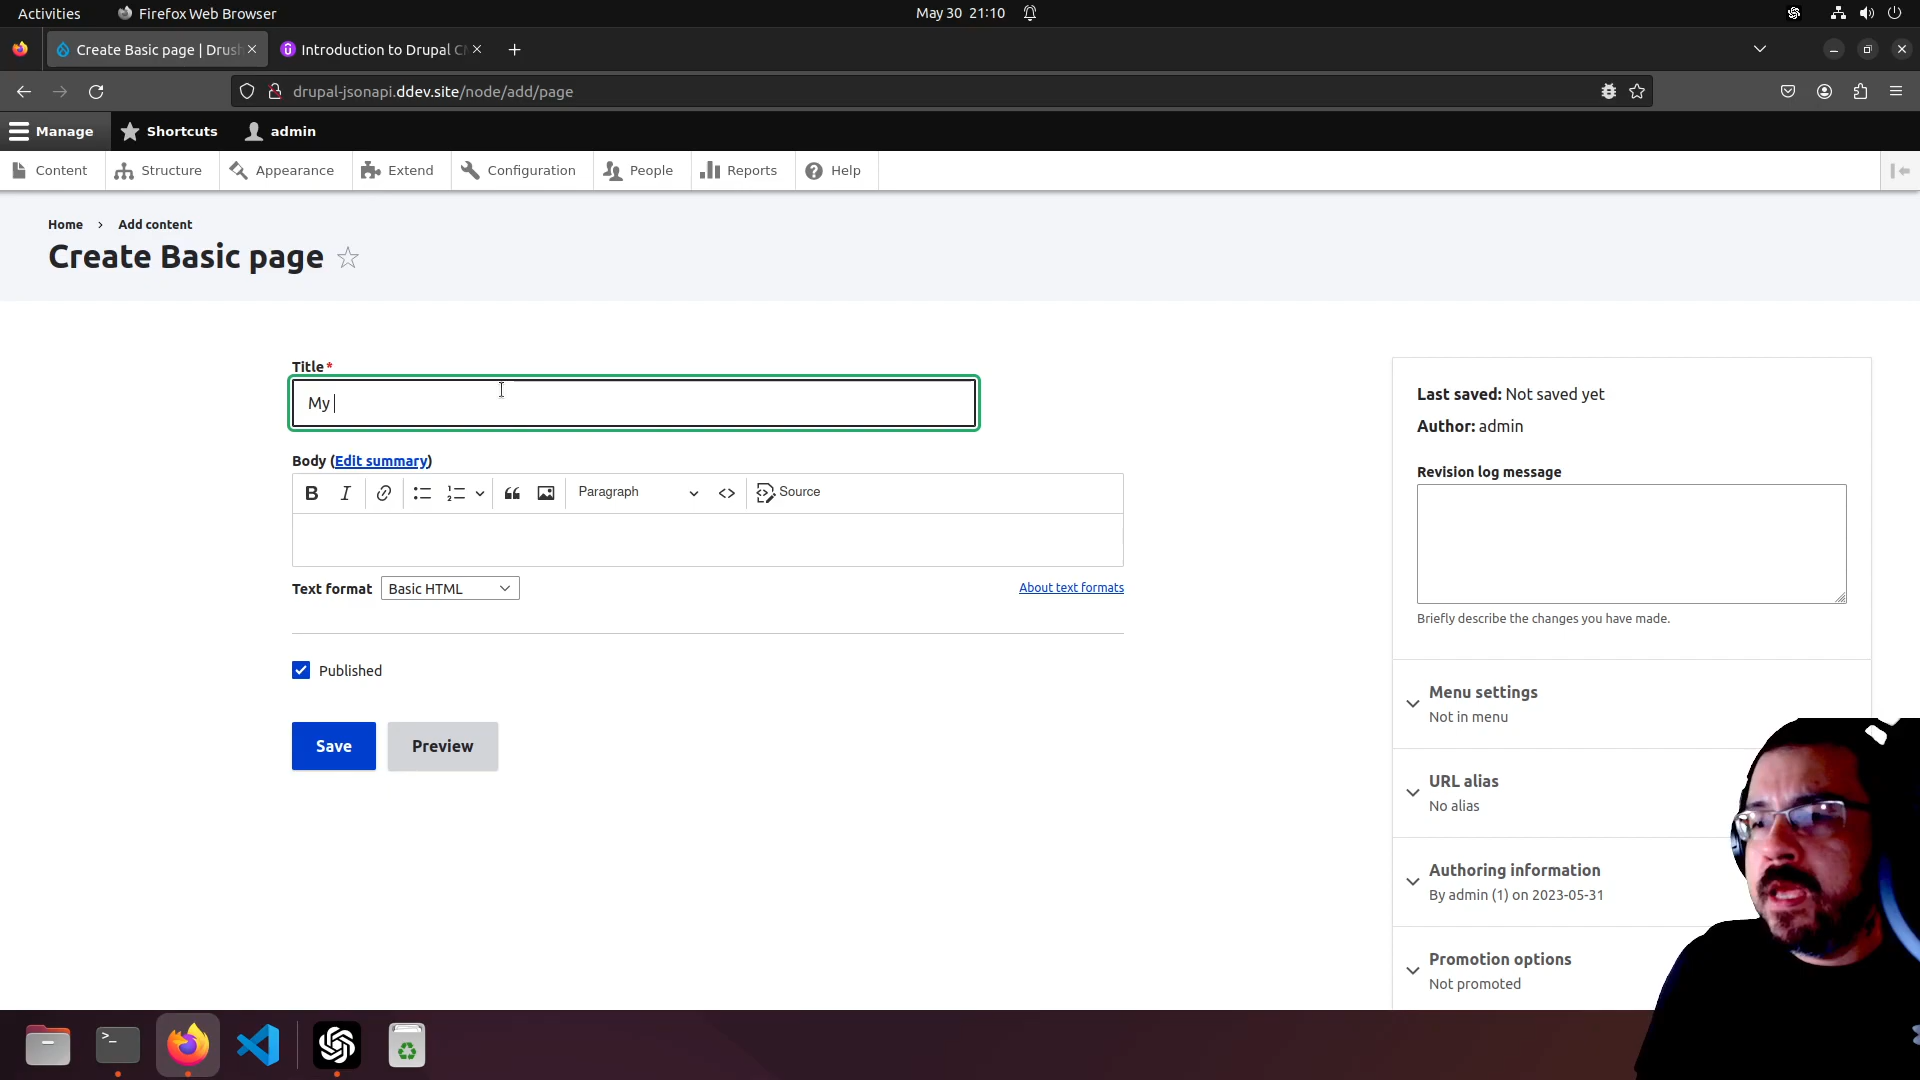 Activities
Firefox Web Browser
May 30 21:10
Create Basic page | Drush
Introduction to Drupal C
drupal-jsonapi.ddev.site/node/add/page
Manage
Shortcuts
admin
Content
Structure
Appearance
Extend
Configuration
People
Reports
Help
Home
Add content
Create Basic page
Title*
My
Body (Edit summary)
Paragraph
Source
Text format
Basic HTML
About text formats
Published
Save
Preview
Last saved: Not saved yet
Author: admin
Revision log message
Briefly describe the changes you have made.
Menu settings
Not in menu
URL alias
No alias
Authoring information
By admin (1) on 2023-05-31
Promotion options
Not promoted